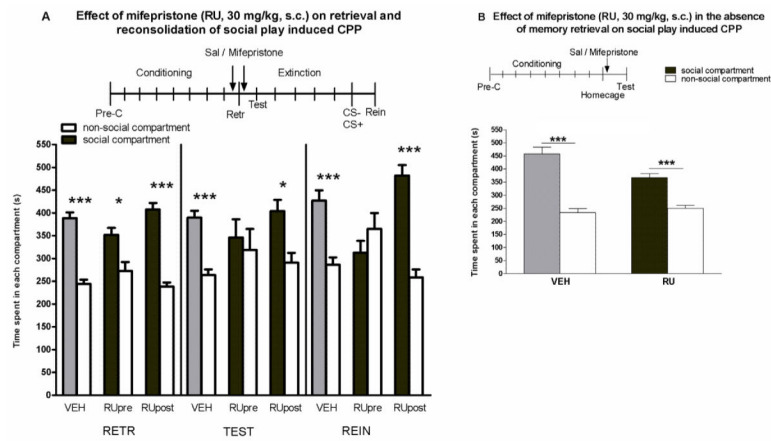 A Effect of mifepristone (RU, 30 mg/kg, s.c.) on retrieval and
reconsolidation of social play induced CPP
Sal / Mifepristone
Conditioning Extinction
Pre-C Retr Test CS- Rein
CS+
non-social compartment
social compartment
Time spent in each compartment (s)
550
500
450
400
350
300
250
200
150
100
50
0
*** * *** *** * *** ***
VEH RUpre RUpost VEH RUpre RUpost VEH RUpre RUpost
RETR TEST REIN
B Effect of mifepristone (RU, 30 mg/kg, s.c.) in the absence
of memory retrieval on social play induced CPP
Sal / Mifepristone
Conditioning
Pre-C Test
Homecage
social compartment
non-social compartment
Time spent in each compartment (s)
550
500
450
400
350
300
250
200
150
100
50
0
*** ***
VEH RU